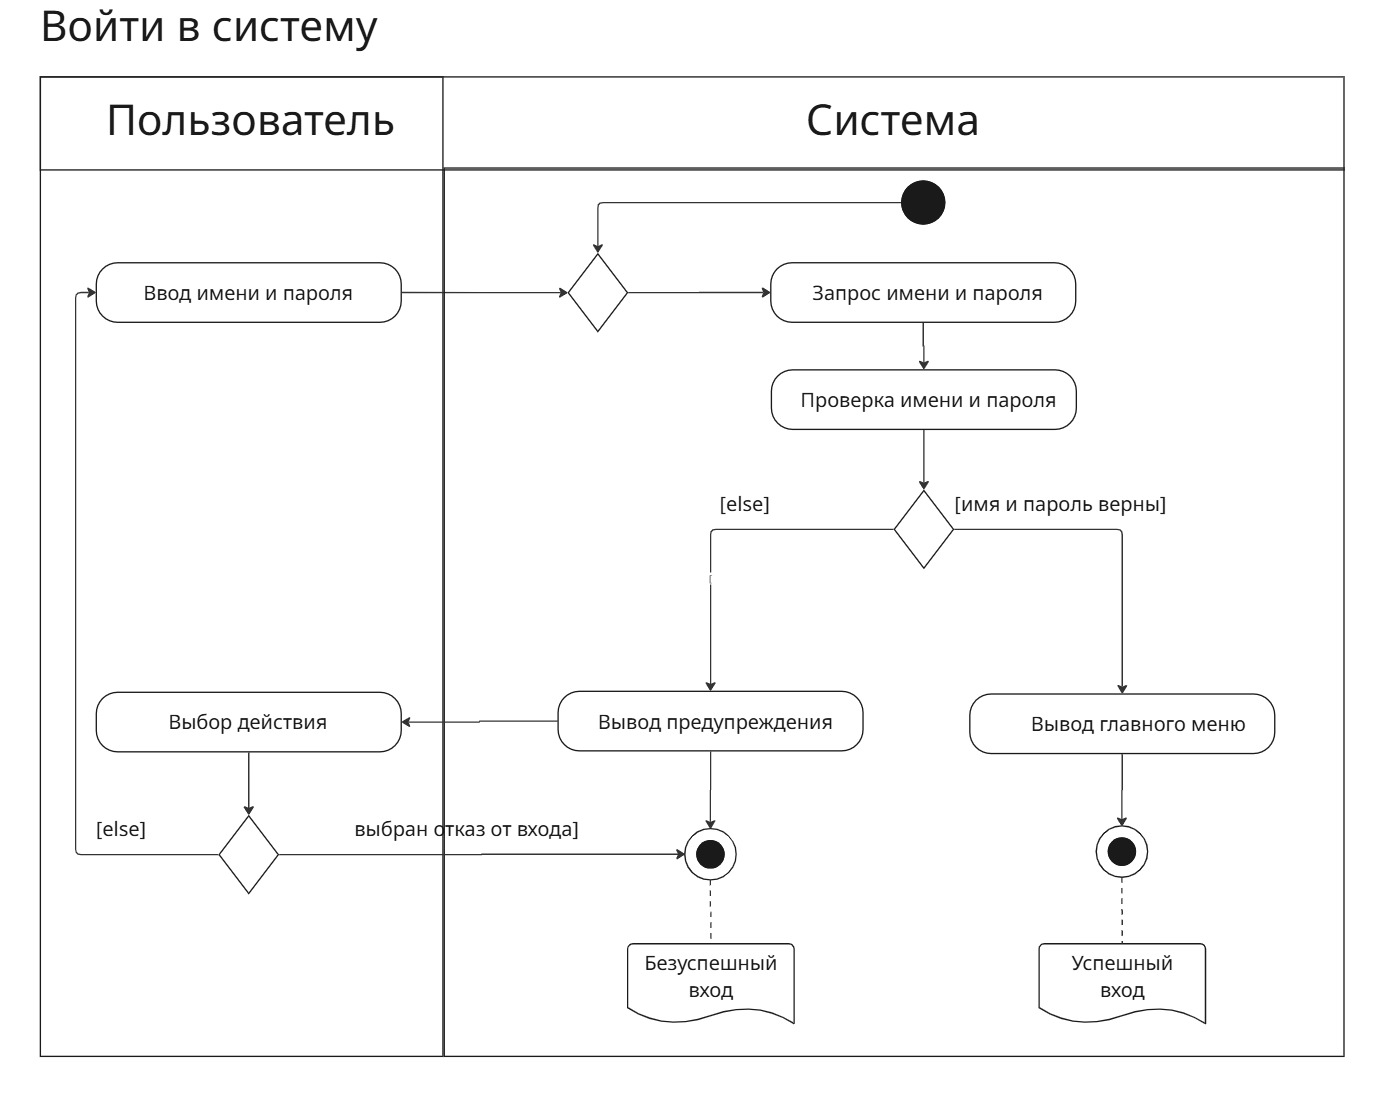 Войти в систему
Пользователь
Система
Ввод имени и пароля
Запрос имени и пароля
Проверка имени и пароля
[else]
[имя и пароль верны]
Выбор действия
Вывод предупреждения
Вывод главного меню
[else]
выбран отказ от входа]
Безуспешный
вход
Успешный
вход